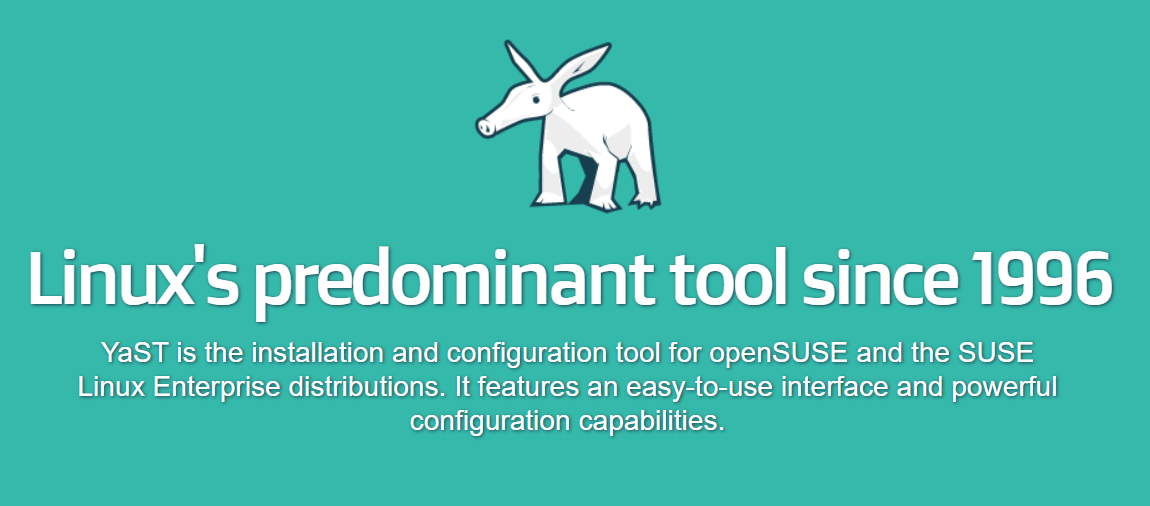 Linux's predominant tool since 1996
YaST is the installation and configuration tool for openSUSE and the SUSE
Linux Enterprise distributions. It features an easy-to-use interface and powerful
configuration capabilities.